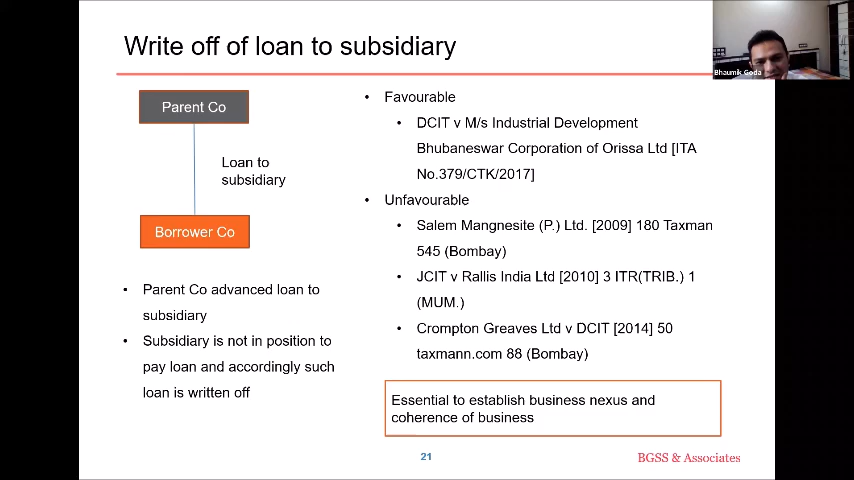 Write off of loan to subsidiary
Bhaumik Goda
Parent Co
Loan to
subsidiary
Borrower Co
• Parent Co advanced loan to
subsidiary
• Subsidiary is not in position to
pay loan and accordingly such
loan is written off
• Favourable
• DCIT v M/s Industrial Development
Bhubaneswar Corporation of Orissa Ltd [ITA
No.379/CTK/2017]
• Unfavourable
• Salem Mangnesite (P.) Ltd. [2009] 180 Taxman
545 (Bombay)
• JCIT v Rallis India Ltd [2010] 3 ITR(TRIB.) 1
(MUM.)
• Crompton Greaves Ltd v DCIT [2014] 50
taxmann.com 88 (Bombay)
Essential to establish business nexus and
coherence of business
21
BGSS & Associates